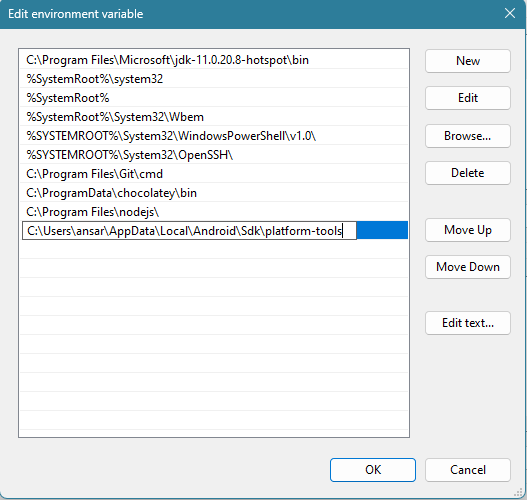 Edit environment variable
C:\Program Files\Microsoft\jdk-11.0.20.8-hotspot\bin
%SystemRoot%\system32
%SystemRoot%
%SystemRoot%\System32\Wbem
%SYSTEMROOT%\System32\WindowsPowerShell\v1.0\
%SYSTEMROOT%\System32\OpenSSH\
C:\Program Files\Git\cmd
C:\ProgramData\chocolatey\bin
C:\Program Files\nodejs\
C:\Users\ansar\AppData\Local\Android\Sdk\platform-tools
New
Edit
Browse...
Delete
Move Up
Move Down
Edit text...
OK
Cancel